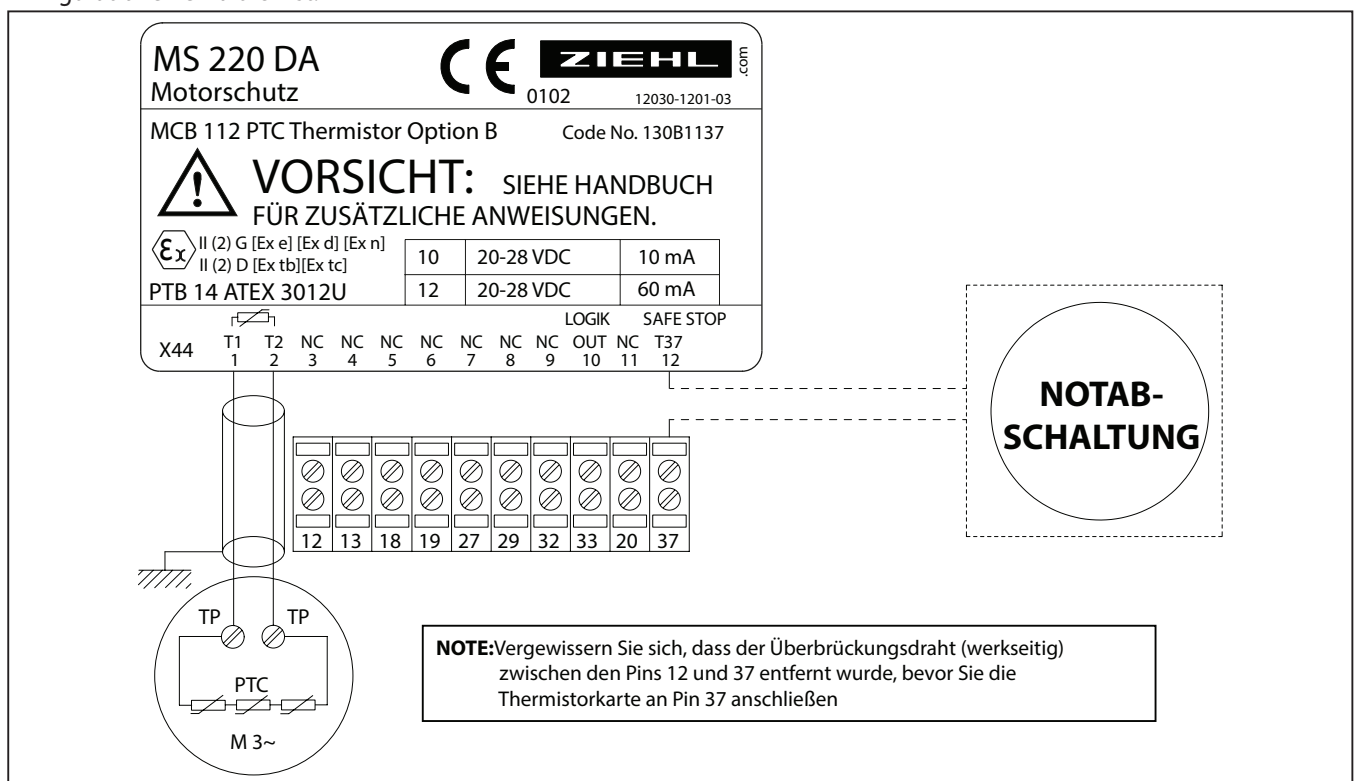 MS 220 DA
Motorschutz
CE 0102
ZIEHL .com
12030-1201-03
MCB 112 PTC Thermistor Option B Code No. 130B1137
VORSICHT: SIEHE HANDBUCH
FÜR ZUSÄTZLICHE ANWEISUNGEN.
Ex II (2) G [Ex e] [Ex d] [Ex n]
II (2) D [Ex tb][Ex tc]
PTB 14 ATEX 3012U
10 20-28 VDC 10 mA
12 20-28 VDC 60 mA
LOGIK SAFE STOP
X44 T1 T2 NC NC NC NC NC NC NC OUT NC T37
1 2 3 4 5 6 7 8 9 10 11 12
NOTAB-
SCHALTUNG
12 13 18 19 27 29 32 33 20 37
TP TP
PTC
M 3~
NOTE:Vergewissern Sie sich, dass der Überbrückungsdraht (werkseitig)
zwischen den Pins 12 und 37 entfernt wurde, bevor Sie die
Thermistorkarte an Pin 37 anschließen